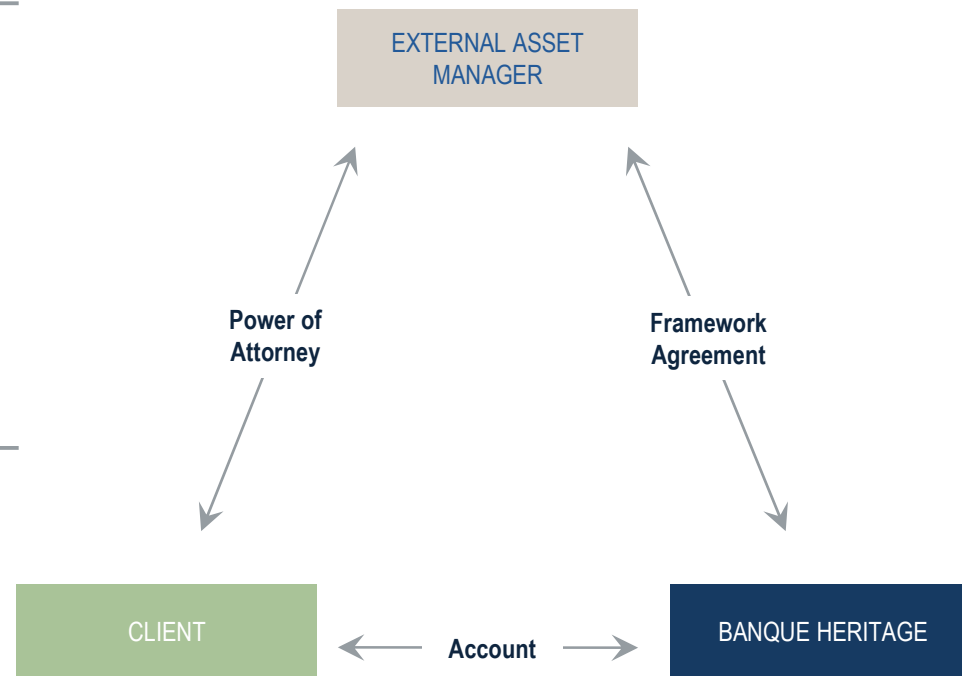 EXTERNAL ASSET
MANAGER
Power of
Attorney
Framework
Agreement
CLIENT
Account
BANQUE HERITAGE